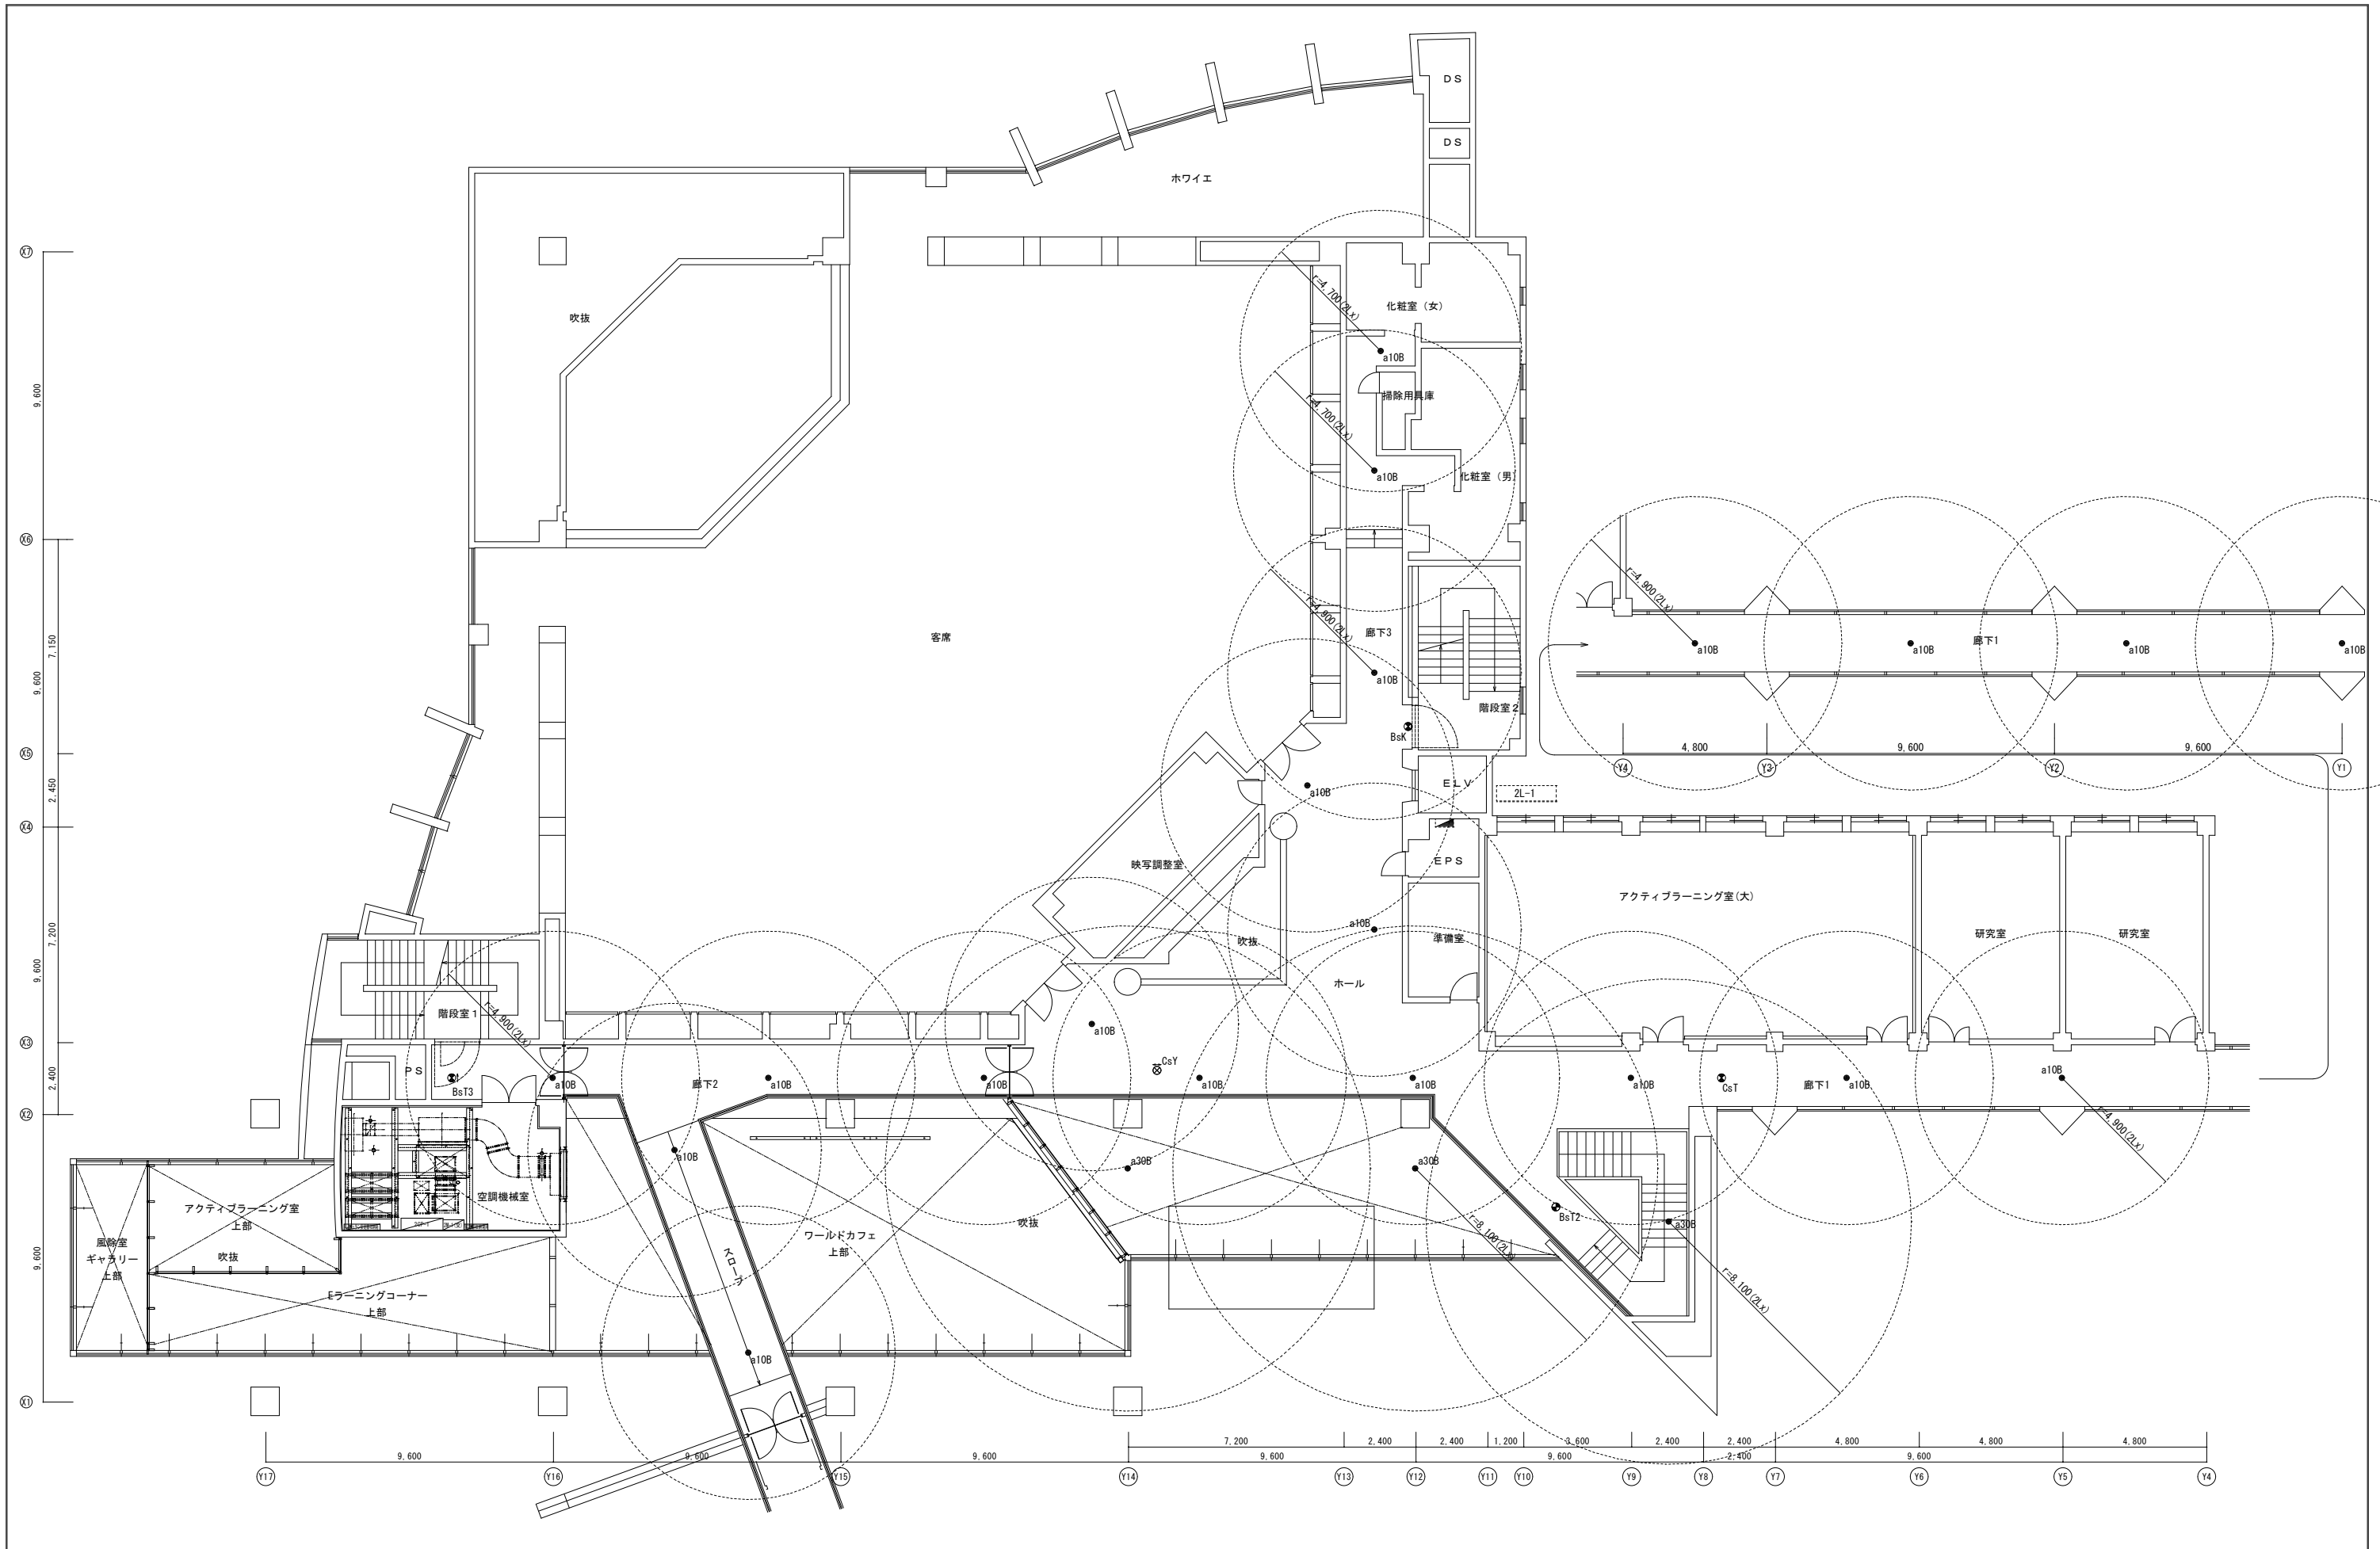 DS
DS
ホワイエ
X7
r=4,700(2Lx)
化粧室（女）
吹抜
a10B
9,600
r=4,700(2Lx)
掃除用具庫
a10B
化粧室（男）
X6
r=4,900(2Lx)
r=4,900(2Lx)
客席
廊下3
廊下1
a10B
a10B
a10B
a10B
7,150
9,600
a10B
階段室２
BsK
4,800
9,600
9,600
X5
Y4
Y3
Y2
Y1
2,450
a10B
ＥＬＶ
2L-1
X4
映写調整室
ＥＰＳ
アクティブラーニング室(大)
7,200
9,600
a10B
準備室
研究室
研究室
吹抜
ホール
階段室１
r=4,900(2Lx)
a10B
X3
2,400
ＰＳ
BsT3
a10B
廊下2
a10B
a10B
CsY
a10B
a10B
a10B
CsT
廊下1
a10B
a10B
r=4,900(2Lx)
X2
a10B
a30B
a30B
空調機械室
アクティブラーニング室
上部
吹抜
風除室
ギャラリー
上部
スロープ
ワールドカフェ
上部
吹抜
r=8,100(2Lx)
BsT2
a30B
r=8,100(2Lx)
9,600
Eラーニングコーナー
上部
a10B
X1
7,200
2,400
2,400
1,200
3,600
2,400
2,400
4,800
4,800
4,800
9,600
9,600
9,600
9,600
9,600
2,400
9,600
Y17
Y16
Y15
Y14
Y13
Y12
Y11
Y10
Y9
Y8
Y7
Y6
Y5
Y4